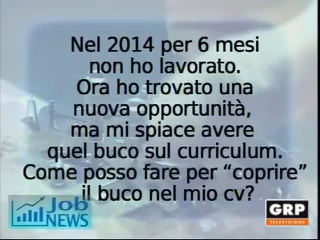 Nel 2014 per 6 mesi
non ho lavorato.
Ora ho trovato una
nuova opportunità,
ma mi spiace avere
quel buco sul curriculum.
Come posso fare per “coprire”
il buco nel mio cv?
Job
NEWS
GRP
TELEVISIONE